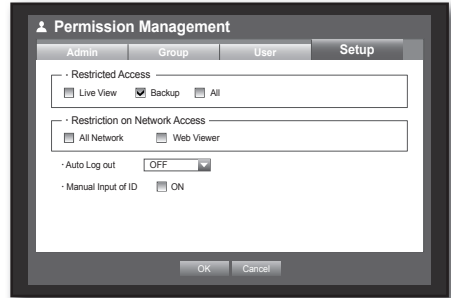 Permission Management
Admin Group User Setup
· Restricted Access
Live View Backup All
· Restriction on Network Access
All Network Web Viewer
· Auto Log out OFF
· Manual Input of ID ON
OK Cancel